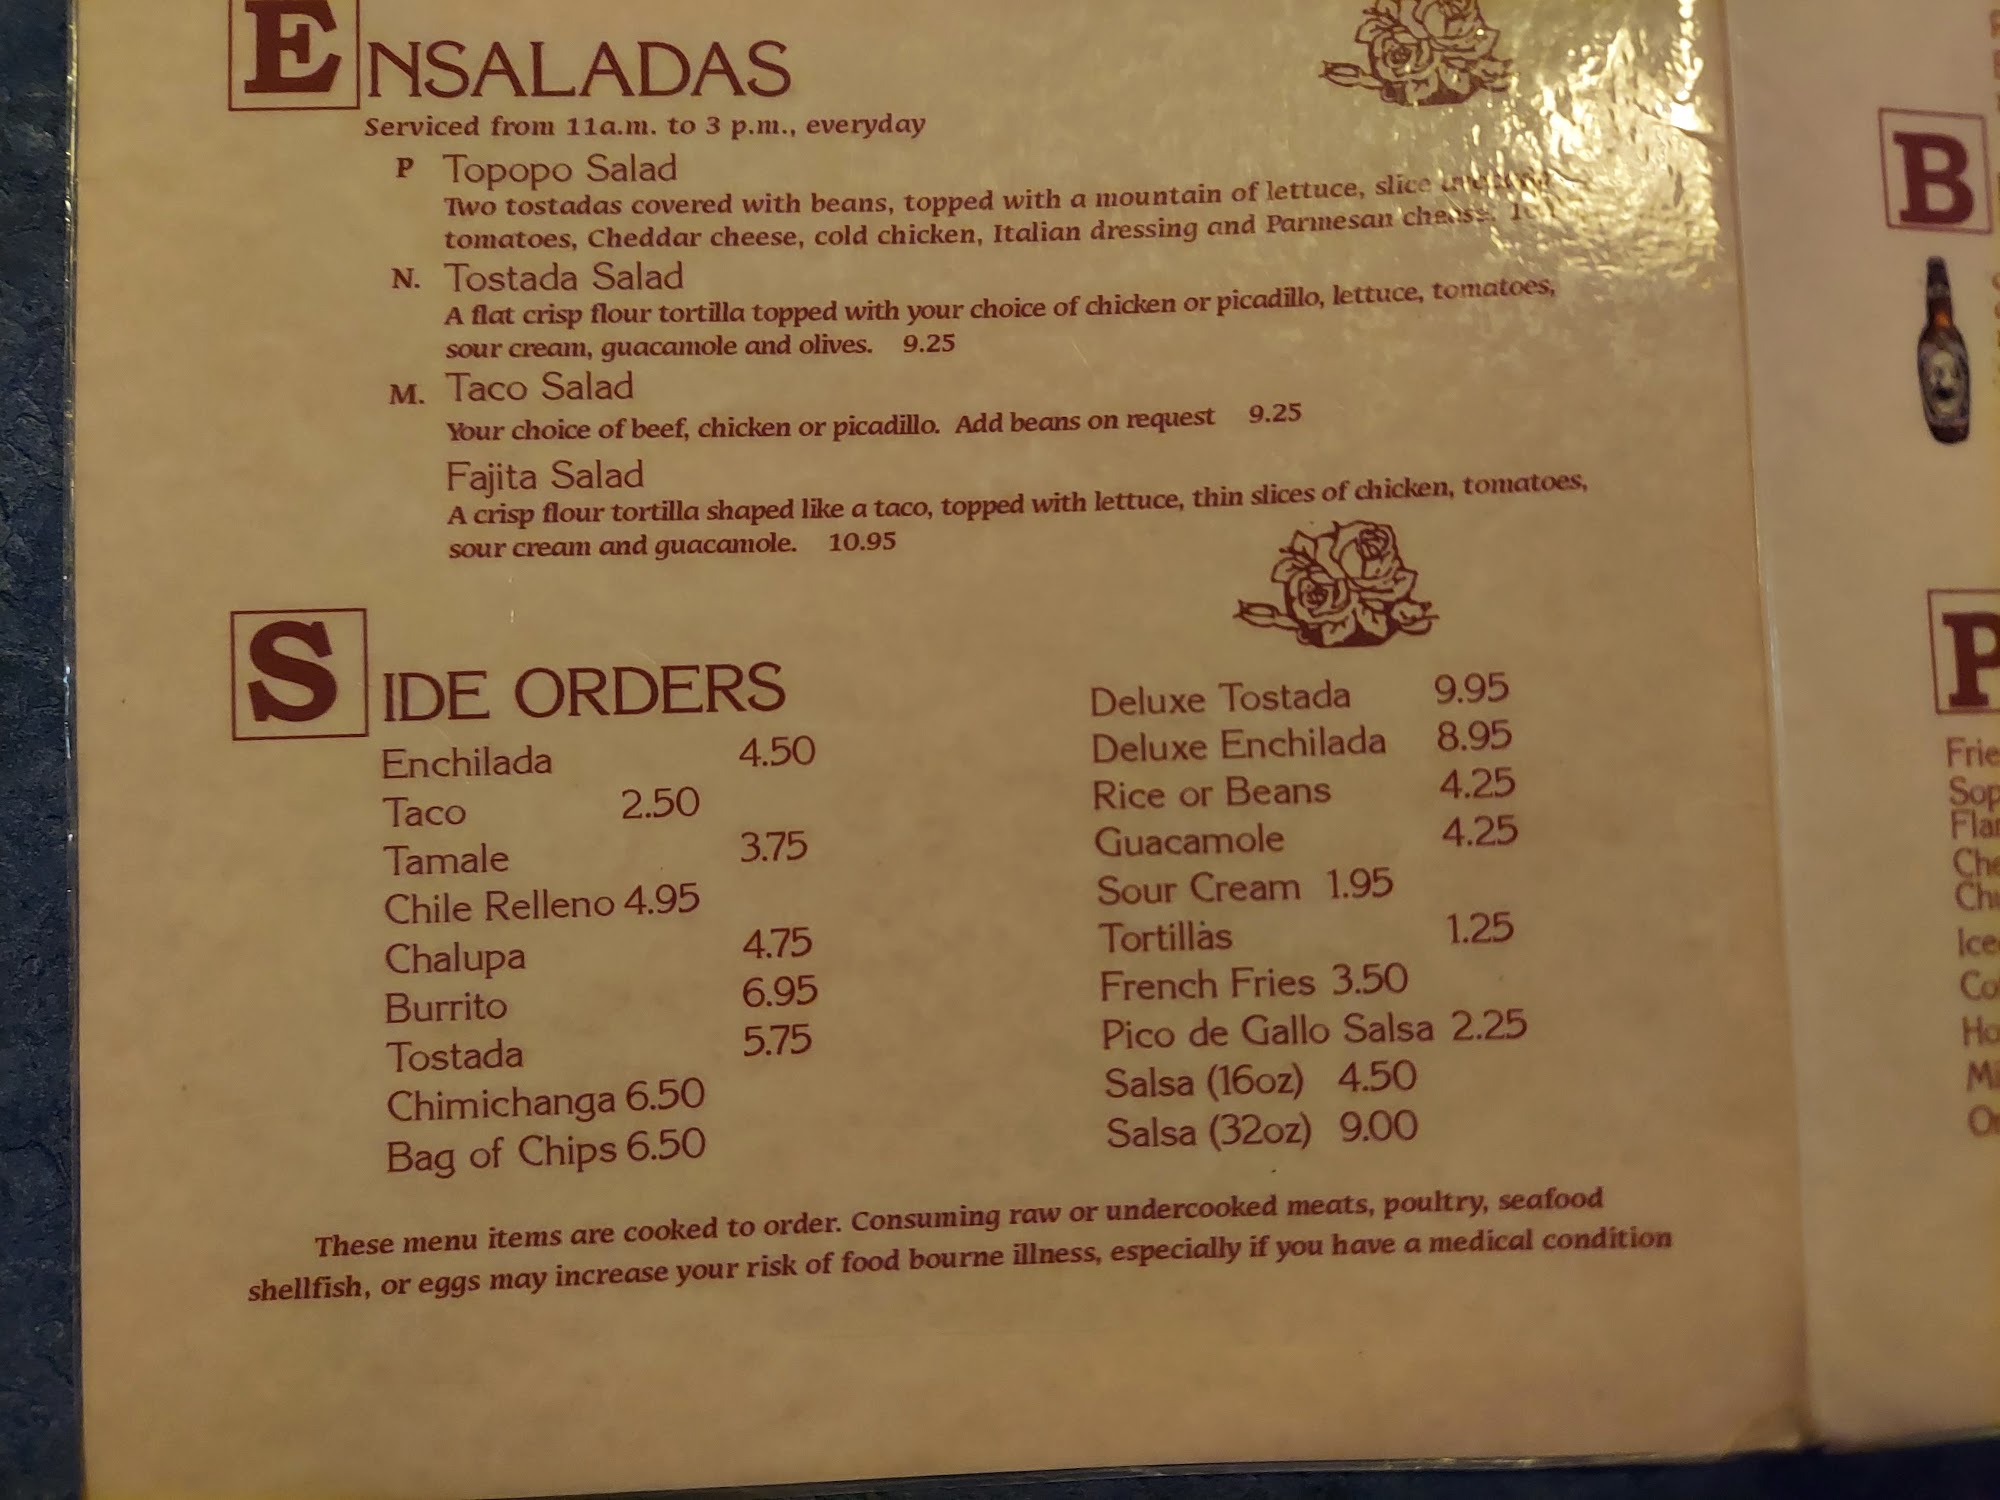 ENSALADAS
Serviced from 11a.m. to 3 p.m., everyday
P Topopo Salad
Two tostadas covered with beans, topped with a mountain of lettuce, slice
tomatoes, Cheddar cheese, cold chicken, Italian dressing and Parmesan cheese.
N. Tostada Salad
A flat crisp flour tortilla topped with your choice of chicken or picadillo, lettuce, tomatoes,
sour cream, guacamole and olives. 9.25
M. Taco Salad
Your choice of beef, chicken or picadillo. Add beans on request 9.25
Fajita Salad
A crisp flour tortilla shaped like a taco, topped with lettuce, thin slices of chicken, tomatoes,
sour cream and guacamole. 10.95
SIDE ORDERS
Enchilada 4.50
Taco 2.50
Tamale 3.75
Chile Relleno 4.95
Chalupa 4.75
Burrito 6.95
Tostada 5.75
Chimichanga 6.50
Bag of Chips 6.50
Deluxe Tostada 9.95
Deluxe Enchilada 8.95
Rice or Beans 4.25
Guacamole 4.25
Sour Cream 1.95
Tortillas 1.25
French Fries 3.50
Pico de Gallo Salsa 2.25
Salsa (16oz) 4.50
Salsa (32oz) 9.00
These menu items are cooked to order. Consuming raw or undercooked meats, poultry, seafood
shellfish, or eggs may increase your risk of food bourne illness, especially if you have a medical condition
B
P